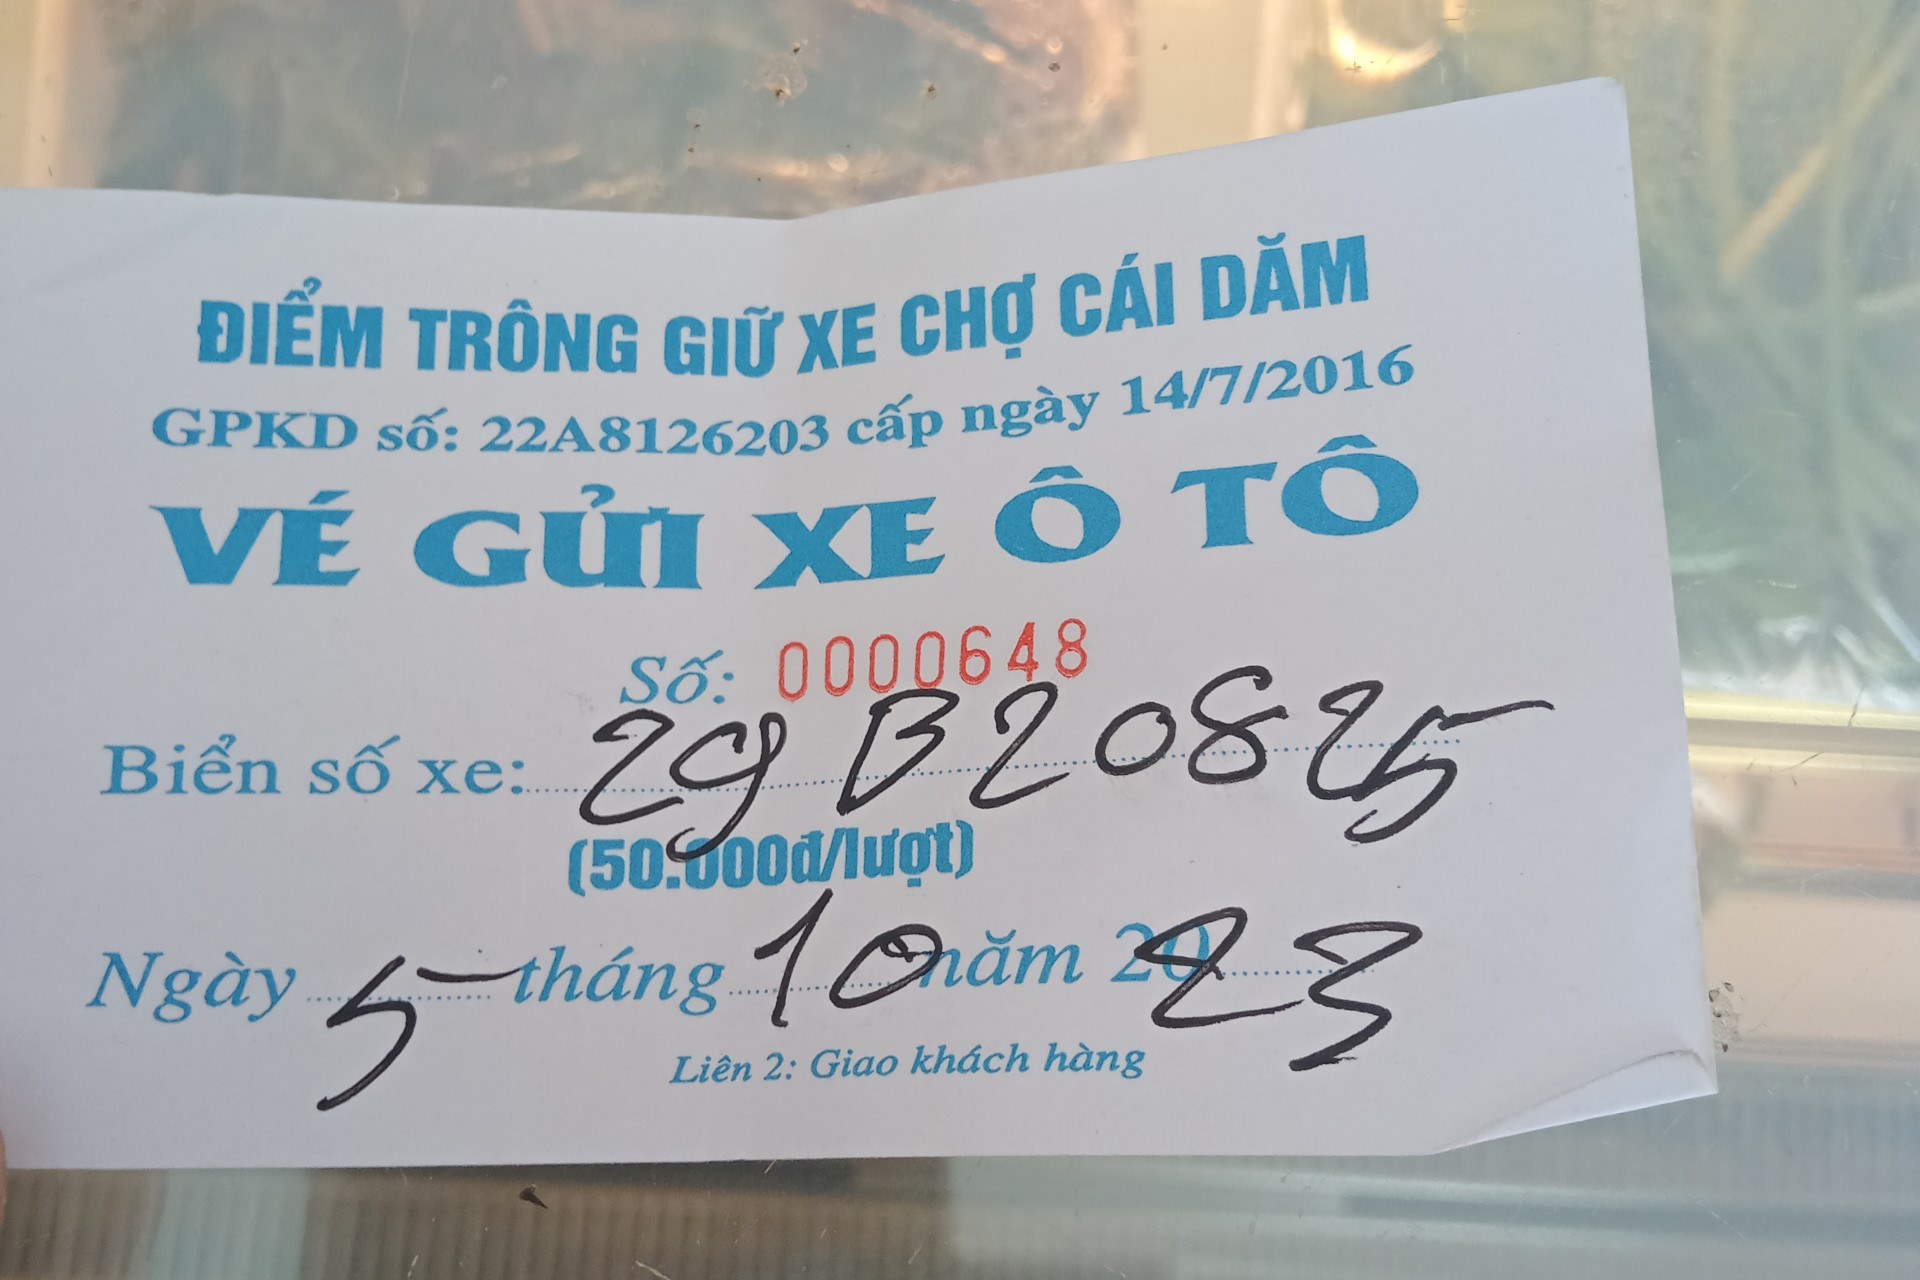 ĐIỂM TRÔNG GIỮ XE CHỢ CÁI DĂM
GPKD số: 22A8126203 cấp ngày 14/7/2016
VÉ GỬI XE Ô TÔ
Số: 0000648
Biển số xe: 29B20825
(50.000đ/lượt)
Ngày 5 tháng 10 năm 20 23
Liên 2: Giao khách hàng